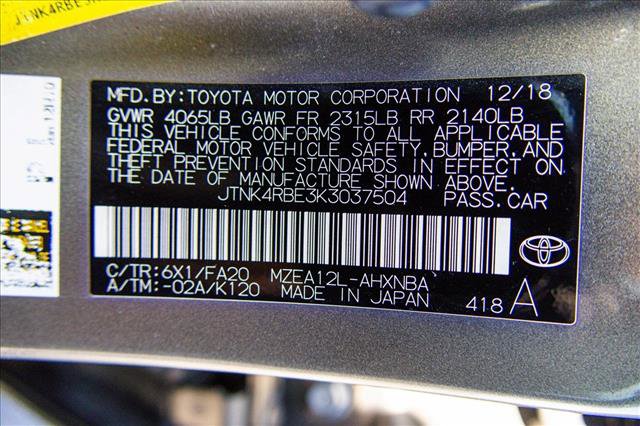 MFD.BY:TOYOTA MOTOR CORPORATION 12/18
GVWR 4065LB GAWR FR 2315LB RR 2140LB
THIS VEHICLE CONFORMS TO ALL APPLICABLE
FEDERAL MOTOR VEHICLE SAFETY,BUMPER,AND
THEFT PREVENTION STANDARDS IN EFFECT ON
THE DATE OF MANUFACTURE SHOWN ABOVE.
JTNK4RBE3K3037504 PASS.CAR
C/TR:6X1/FA20 MZEA12L-AHXNBA
A/TM:-02A/K120 MADE IN JAPAN 418 A